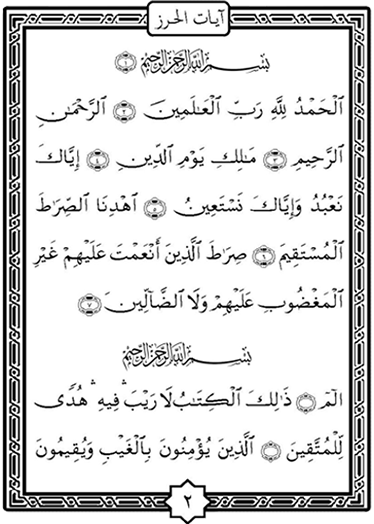 آيات الحرز
بِسْمِ ٱللَّهِ ٱلرَّحْمَٰنِ ٱلرَّحِيمِ ١
ٱلْحَمْدُ لِلَّهِ رَبِّ ٱلْعَٰلَمِينَ ٢ ٱلرَّحْمَٰنِ
ٱلرَّحِيمِ ٣ مَٰلِكِ يَوْمِ ٱلدِّينِ ٤ إِيَّاكَ
نَعْبُدُ وَإِيَّاكَ نَسْتَعِينُ ٥ ٱهْدِنَا ٱلصِّرَٰطَ
ٱلْمُسْتَقِيمَ ٦ صِرَٰطَ ٱلَّذِينَ أَنْعَمْتَ عَلَيْهِمْ غَيْرِ
ٱلْمَغْضُوبِ عَلَيْهِمْ وَلَا ٱلضَّآلِّينَ ٧
بِسْمِ ٱللَّهِ ٱلرَّحْمَٰنِ ٱلرَّحِيمِ
الٓمٓ ١ ذَٰلِكَ ٱلْكِتَٰبُ لَا رَيْبَ ۛ فِيهِ ۛ هُدًى
لِّلْمُتَّقِينَ ٢ ٱلَّذِينَ يُؤْمِنُونَ بِٱلْغَيْبِ وَيُقِيمُونَ
٢